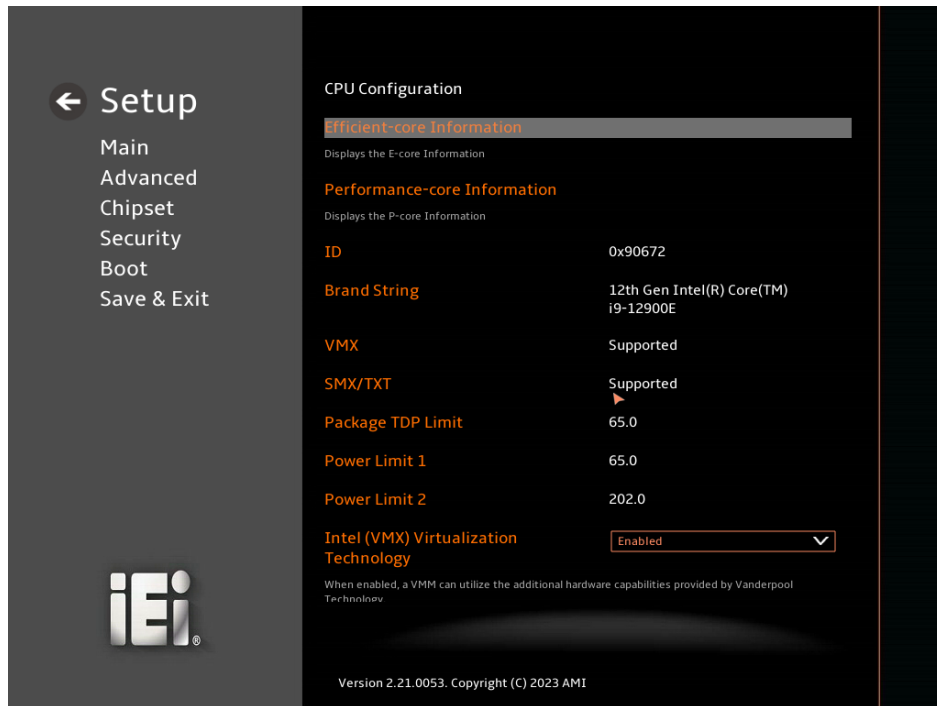 Setup
Main
Advanced
Chipset
Security
Boot
Save & Exit
iEi®
CPU Configuration
Efficient-core Information
Displays the E-core Information
Performance-core Information
Displays the P-core Information
ID 0x90672
Brand String 12th Gen Intel(R) Core(TM)
i9-12900E
VMX Supported
SMX/TXT Supported
Package TDP Limit 65.0
Power Limit 1 65.0
Power Limit 2 202.0
Intel (VMX) Virtualization Enabled
Technology
When enabled, a VMM can utilize the additional hardware capabilities provided by Vanderpool
Technology.
Version 2.21.0053. Copyright (C) 2023 AMI